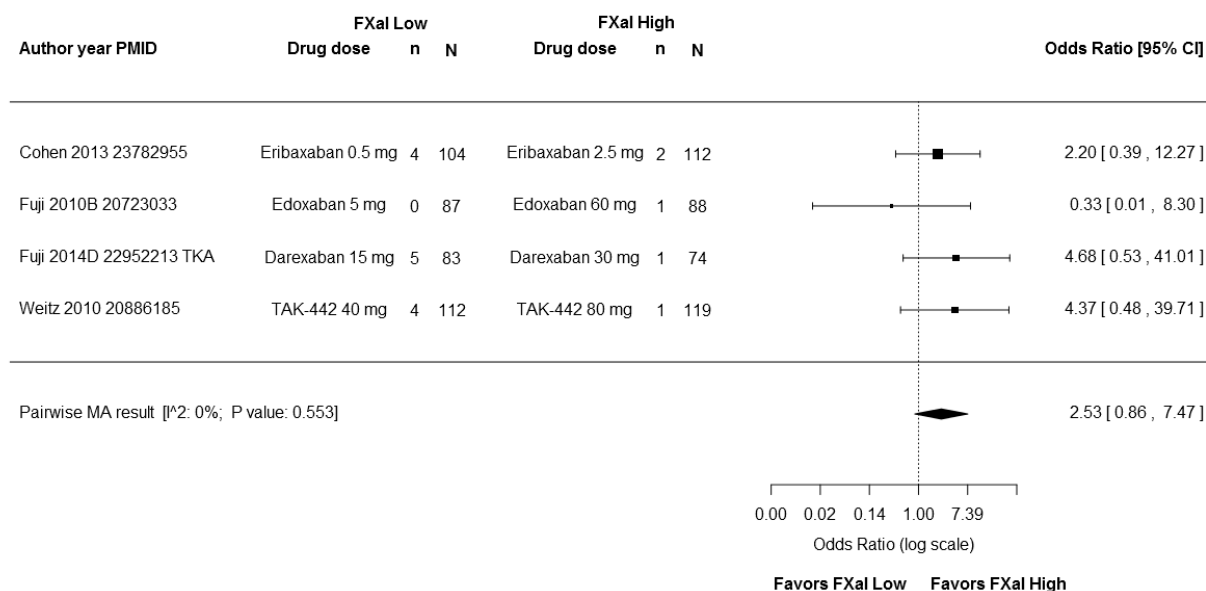 FXaI Low FXaI High
Author year PMID Drug dose n N Drug dose n N Odds Ratio [95% CI]
Cohen 2013 23782955 Eribaxaban 0.5 mg 4 104 Eribaxaban 2.5 mg 2 112 2.20 [ 0.39 , 12.27 ]
Fuji 2010B 20723033 Edoxaban 5 mg 0 87 Edoxaban 60 mg 1 88 0.33 [ 0.01 , 8.30 ]
Fuji 2014D 22952213 TKA Darexaban 15 mg 5 83 Darexaban 30 mg 1 74 4.68 [ 0.53 , 41.01 ]
Weitz 2010 20886185 TAK-442 40 mg 4 112 TAK-442 80 mg 1 119 4.37 [ 0.48 , 39.71 ]
Pairwise MA result [I^2: 0%; P value: 0.553] 2.53 [ 0.86 , 7.47 ]
0.00 0.02 0.14 1.00 7.39
Odds Ratio (log scale)
Favors FXaI Low Favors FXaI High